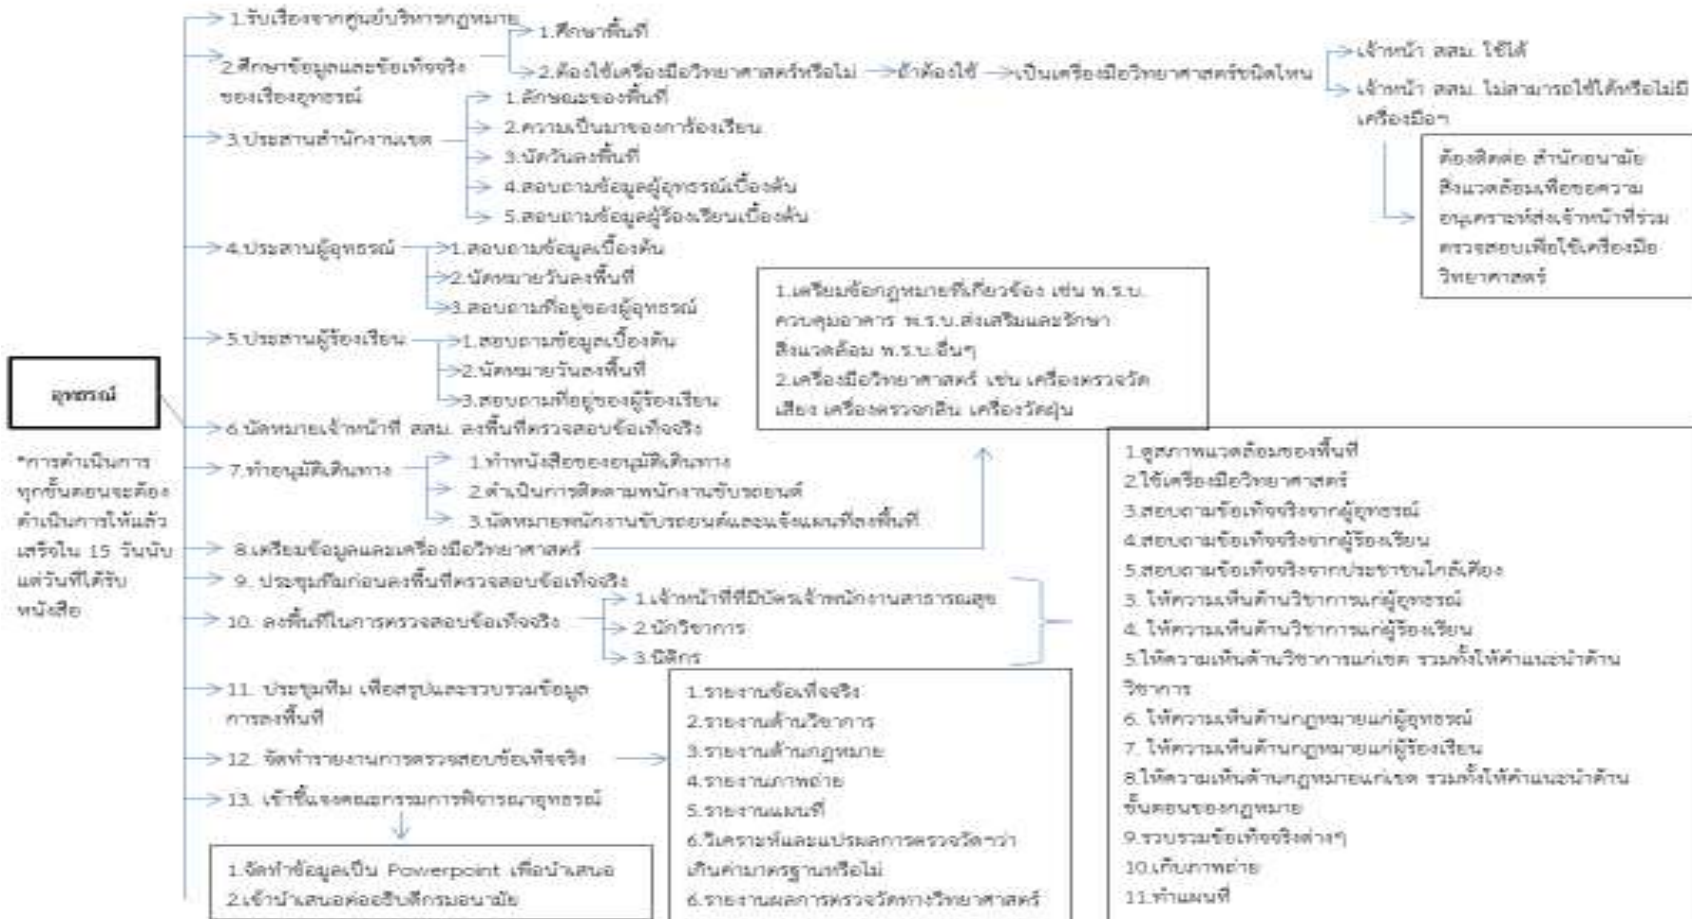 1.รับเรื่องจากศูนย์บริหารกฎหมาย
2.ศึกษาข้อมูลและข้อเท็จจริง
ของเรื่องอุทธรณ์
1.ศึกษาพื้นที่
2.ต้องใช้เครื่องมือวิทยาศาสตร์หรือไม่
ถ้าต้องใช้
เป็นเครื่องมือวิทยาศาสตร์ชนิดไหน
เจ้าหน้า สสม. ใช้ได้
เจ้าหน้า สสม. ไม่สามารถใช้ได้หรือไม่มี
เครื่องมือฯ
ต้องติดต่อ สำนักอนามัย
สิ่งแวดล้อมเพื่อขอความ
อนุเคราะห์ส่งเจ้าหน้าที่ร่วม
ตรวจสอบเพื่อใช้เครื่องมือ
วิทยาศาสตร์
3.ประสานสำนักงานเขต
1.ลักษณะของพื้นที่
2.ความเป็นมาของการ้องเรียน
3.นัดวันลงพื้นที่
4.สอบถามข้อมูลผู้อุทธรณ์เบื้องต้น
5.สอบถามข้อมูลผู้ร้องเรียนเบื้องต้น
4.ประสานผู้อุทธรณ์
1.สอบถามข้อมูลเบื้องต้น
2.นัดหมายวันลงพื้นที่
3.สอบถามที่อยู่ของผู้อุทธรณ์
5.ประสานผู้ร้องเรียน
1.สอบถามข้อมูลเบื้องต้น
2.นัดหมายวันลงพื้นที่
3.สอบถามที่อยู่ของผู้ร้องเรียน
อุทธรณ์
*การดำเนินการ
ทุกขั้นตอนจะต้อง
ดำเนินการให้แล้ว
เสร็จใน 15 วันนับ
แต่วันที่ได้รับ
หนังสือ
6.นัดหมายเจ้าหน้าที่ สสม. ลงพื้นที่ตรวจสอบข้อเท็จจริง
7.ทำอนุมัติเดินทาง
1.ทำหนังสือของอนุมัติเดินทาง
2.ดำเนินการติดตามพนักงานขับรถยนต์
3.นัดหมายพนักงานขับรถยนต์และแจ้งแผนที่ลงพื้นที่
8.เตรียมข้อมูลและเครื่องมือวิทยาศาสตร์
1.เตรียมข้อกฎหมายที่เกี่ยวข้อง เช่น พ.ร.บ.
ควบคุมอาคาร พ.ร.บ.ส่งเสริมและรักษา
สิ่งแวดล้อม พ.ร.บ.อื่นๆ
2.เครื่องมือวิทยาศาสตร์ เช่น เครื่องตรวจวัด
เสียง เครื่องตรวจกลิ่น เครื่องวัดฝุ่น
9. ประชุมทีมก่อนลงพื้นที่ตรวจสอบข้อเท็จจริง
10. ลงพื้นที่ในการตรวจสอบข้อเท็จจริง
1.เจ้าหน้าที่ที่มีบัตรเจ้าพนักงานสาธารณสุข
2.นักวิชาการ
3.นิติกร
1.ดูสภาพแวดล้อมของพื้นที่
2.ใช้เครื่องมือวิทยาศาสตร์
3.สอบถามข้อเท็จจริงจากผู้อุทธรณ์
4.สอบถามข้อเท็จจริงจากผู้ร้องเรียน
5.สอบถามข้อเท็จจริงจากประชาชนใกล้เคียง
3. ให้ความเห็นด้านวิชาการแก่ผู้อุทธรณ์
4. ให้ความเห็นด้านวิชาการแก่ผู้ร้องเรียน
5.ให้ความเห็นด้านวิชาการแก่เขต รวมทั้งให้คำแนะนำด้าน
วิชาการ
6. ให้ความเห็นด้านกฎหมายแก่ผู้อุทธรณ์
7. ให้ความเห็นด้านกฎหมายแก่ผู้ร้องเรียน
8.ให้ความเห็นด้านกฎหมายแก่เขต รวมทั้งให้คำแนะนำด้าน
ขั้นตอนของกฎหมาย
9.รวบรวมข้อเท็จจริงต่างๆ
10.เก็บภาพถ่าย
11.ทำแผนที่
11. ประชุมทีม เพื่อสรุปและรวบรวมข้อมูล
การลงพื้นที่
12. จัดทำรายงานการตรวจสอบข้อเท็จจริง
1.รายงานข้อเท็จจริง
2.รายงานด้านวิชาการ
3.รายงานด้านกฎหมาย
4.รายงานภาพถ่าย
5.รายงานแผนที่
6.วิเคราะห์และแปรผลการตรวจวัดฯว่า
เกินค่ามาตรฐานหรือไม่
6.รายงานผลการตรวจวัดทางวิทยาศาสตร์
13. เข้าชี้แจงคณะกรรมการพิจารณาอุทธรณ์
1.จัดทำข้อมูลเป็น Powerpoint เพื่อนำเสนอ
2.เข้านำเสนอต่ออธิบดีกรมอนามัย